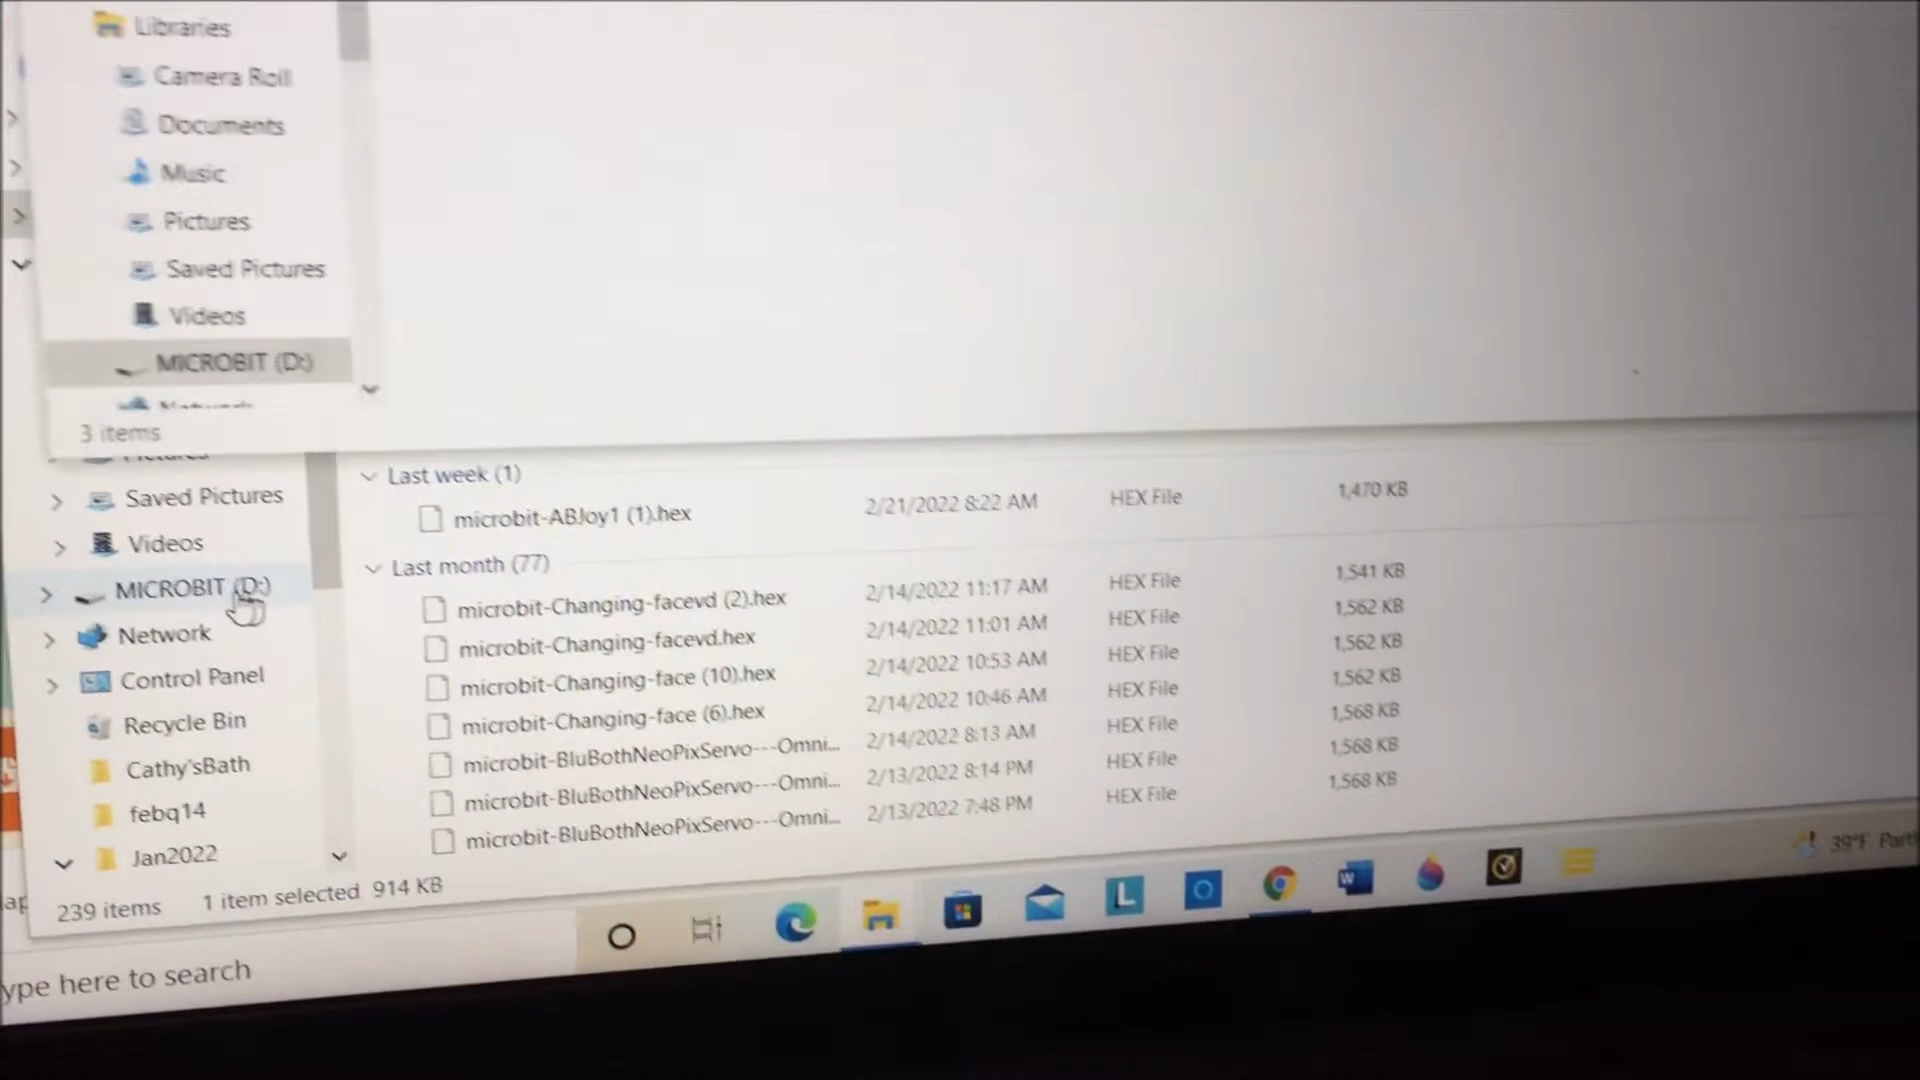 Libraries
Camera Roll
Documents
Music
Pictures
Saved Pictures
Videos
MICROBIT (D:)
3 items
Saved Pictures
Videos
MICROBIT (D:)
Network
Control Panel
Recycle Bin
Cathy'sBath
febq14
Jan2022
239 items 1 item selected 914 KB
Last week (1)
microbit-ABJoy1 (1).hex 2/21/2022 8:22 AM HEX File 1,470 KB
Last month (77)
microbit-Changing-facevd (2).hex 2/14/2022 11:17 AM HEX File 1,541 KB
microbit-Changing-facevd.hex 2/14/2022 11:01 AM HEX File 1,562 KB
microbit-Changing-face (10).hex 2/14/2022 10:53 AM HEX File 1,562 KB
microbit-Changing-face (6).hex 2/14/2022 10:46 AM HEX File 1,562 KB
microbit-BluBothNeoPixServo---Omni... 2/14/2022 8:13 AM HEX File 1,568 KB
microbit-BluBothNeoPixServo---Omni... 2/13/2022 8:14 PM HEX File 1,568 KB
microbit-BluBothNeoPixServo---Omni... 2/13/2022 7:48 PM HEX File 1,568 KB
ype here to search
L
W
39°F Parti